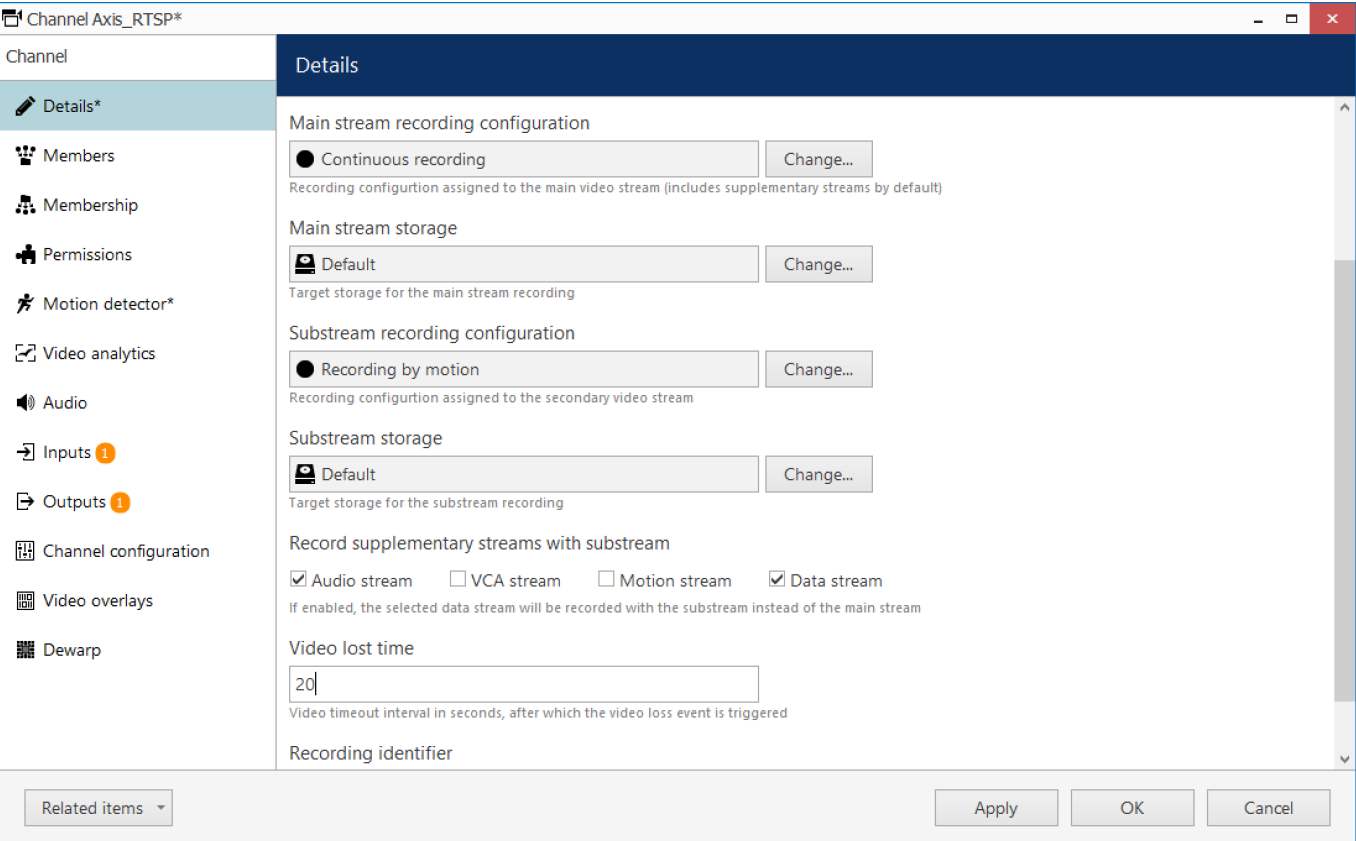 Channel Axis_RTSP*
Channel
Details
Details*
Members
Membership
Permissions
Motion detector*
Video analytics
Audio
Inputs 1
Outputs 1
Channel configuration
Video overlays
Dewarp
Main stream recording configuration
Continuous recording Change...
Recording configurtion assigned to the main video stream (includes supplementary streams by default)
Main stream storage
Default Change...
Target storage for the main stream recording
Substream recording configuration
Recording by motion Change...
Recording configurtion assigned to the secondary video stream
Substream storage
Default Change...
Target storage for the substream recording
Record supplementary streams with substream
Audio stream VCA stream Motion stream Data stream
If enabled, the selected data stream will be recorded with the substream instead of the main stream
Video lost time
20
Video timeout interval in seconds, after which the video loss event is triggered
Recording identifier
Related items Apply OK Cancel